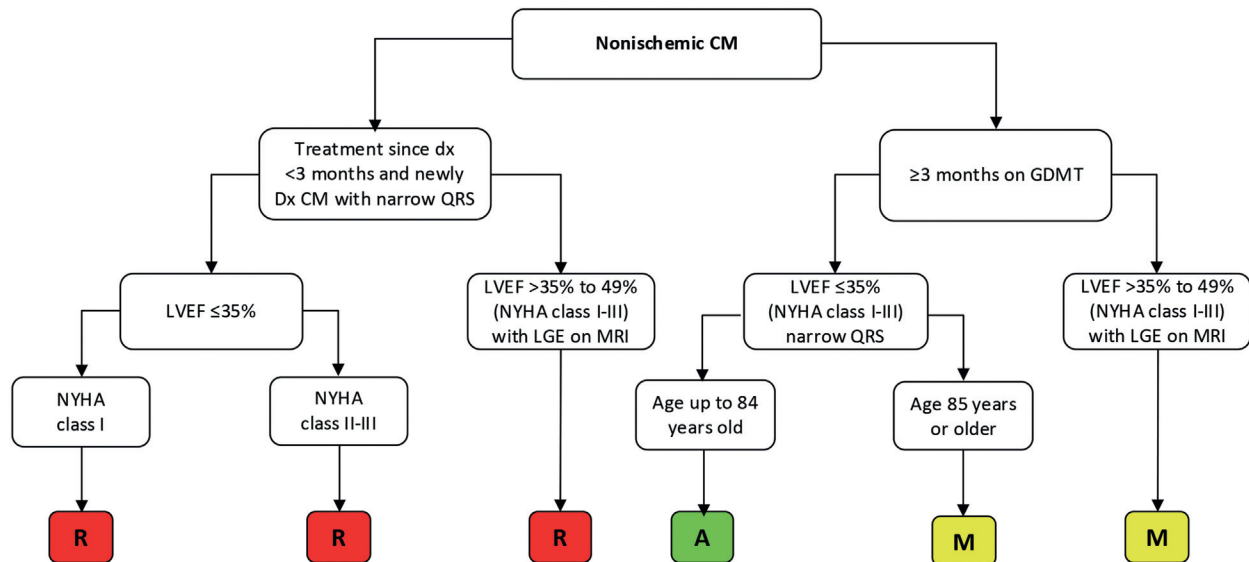 Nonischemic CM
Treatment since dx
<3 months and newly
Dx CM with narrow QRS
≥3 months on GDMT
LVEF ≤35%
LVEF >35% to 49%
(NYHA class I-III)
with LGE on MRI
LVEF ≤35%
(NYHA class I-III)
narrow QRS
LVEF >35% to 49%
(NYHA class I-III)
with LGE on MRI
NYHA
class I
NYHA
class II-III
Age up to 84
years old
Age 85 years
or older
R
R
R
A
M
M